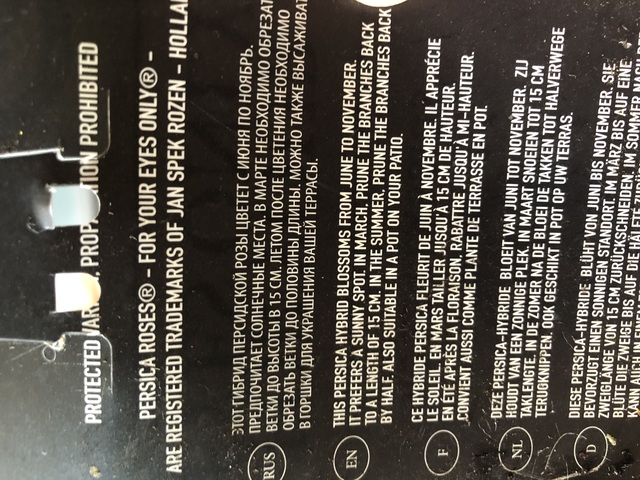 PROTECTED PROHIBITED
PERSICA ROSES® - FOR YOUR EYES ONLY® -
ARE REGISTERED TRADEMARKS OF JAN SPEK ROZEN - HOLLA
RUS
ЭТОТ ГИБРИД ПЕРСИДСКОЙ РОЗЫ ЦВЕТЕТ С ИЮНЯ ПО НОЯБРЬ.
ПРЕДПОЧИТАЕТ СОЛНЕЧНЫЕ МЕСТА. В МАРТЕ НЕОБХОДИМО ОБРЕЗАТ
ВЕТКИ ДО ВЫСОТЫ В 15 СМ. ЛЕТОМ ПОСЛЕ ЦВЕТЕНИЯ НЕОБХОДИМО
ОБРЕЗАТЬ ВЕТКИ ДО ПОЛОВИНЫ ДЛИНЫ. МОЖНО ТАКЖЕ ВЫСАЖИВАТ
В ГОРШКИ ДЛЯ УКРАШЕНИЯ ВАШЕЙ ТЕРРАСЫ.
EN
THIS PERSICA HYBRID BLOSSOMS FROM JUNE TO NOVEMBER.
IT PREFERS A SUNNY SPOT. IN MARCH, PRUNE THE BRANCHES BACK
TO A LENGTH OF 15 CM. IN THE SUMMER, PRUNE THE BRANCHES BACK
BY HALF. ALSO SUITABLE IN A POT ON YOUR PATIO.
F
CE HYBRIDE PERSICA FLEURIT DE JUIN À NOVEMBRE. IL APPRÉCIE
LE SOLEIL. EN MARS TAILLER JUSQU'À 15 CM DE HAUTEUR.
EN ÉTÉ APRÈS LA FLORAISON, RABATTRE JUSQU'À MI-HAUTEUR.
CONVIENT AUSSI COMME PLANTE DE TERRASSE EN POT.
NL
DEZE PERSICA-HYBRIDE BLOEIT VAN JUNI TOT NOVEMBER. ZIJ
HOUDT VAN EEN ZONNIGE PLEK. IN MAART SNOEIEN TOT 15 CM
TAKLENGTE. IN DE ZOMER NA DE BLOEI DE TAKKEN TOT HALVERWEGE
TERUGKNIPPEN. OOK GESCHIKT IN POT OP UW TERRAS.
D
DIESE PERSICA-HYBRIDE BLÜHT VON JUNI BIS NOVEMBER. SIE
BEVORZUGT EINEN SONNIGEN STANDORT. IM MÄRZ BIS AUF EINE
ZWEIGLÄNGE VON 15 CM ZURÜCKSCHNEIDEN. IM SOMMER NACH
BLÜTE DIE ZWEIGE BIS AUF DIE